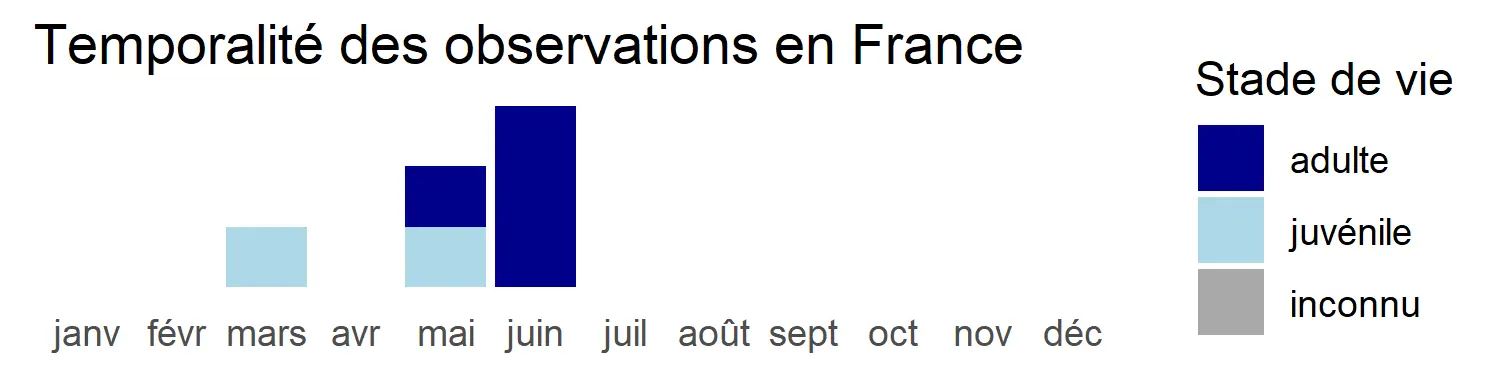 Temporalité des observations en France
janv févr mars avr mai juin juil août sept oct nov déc
Stade de vie
adulte
juvénile
inconnu